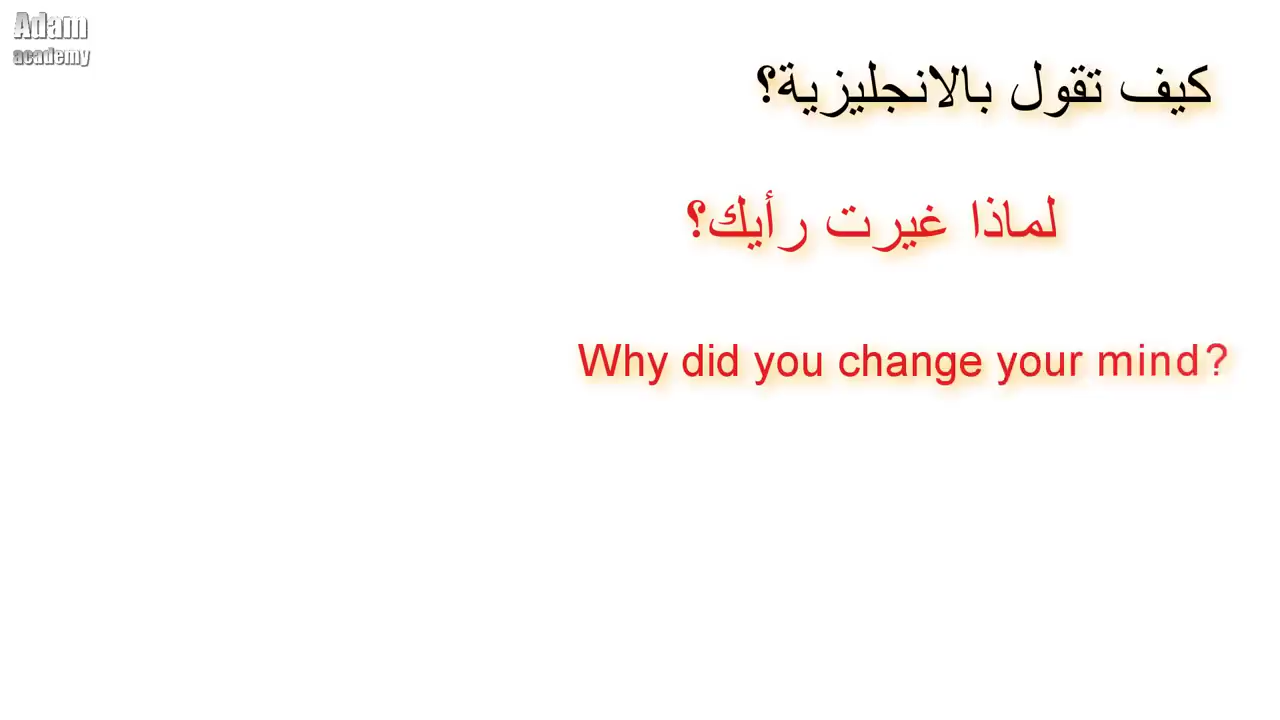 Adam
academy
كيف تقول بالانجليزية؟
لماذا غيرت رأيك؟
Why did you change your mind?